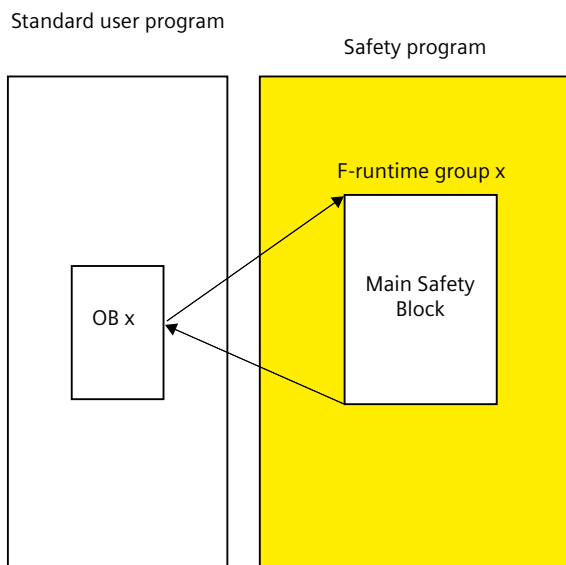 Standard user program
Safety program
F-runtime group x
OB x
Main Safety
Block